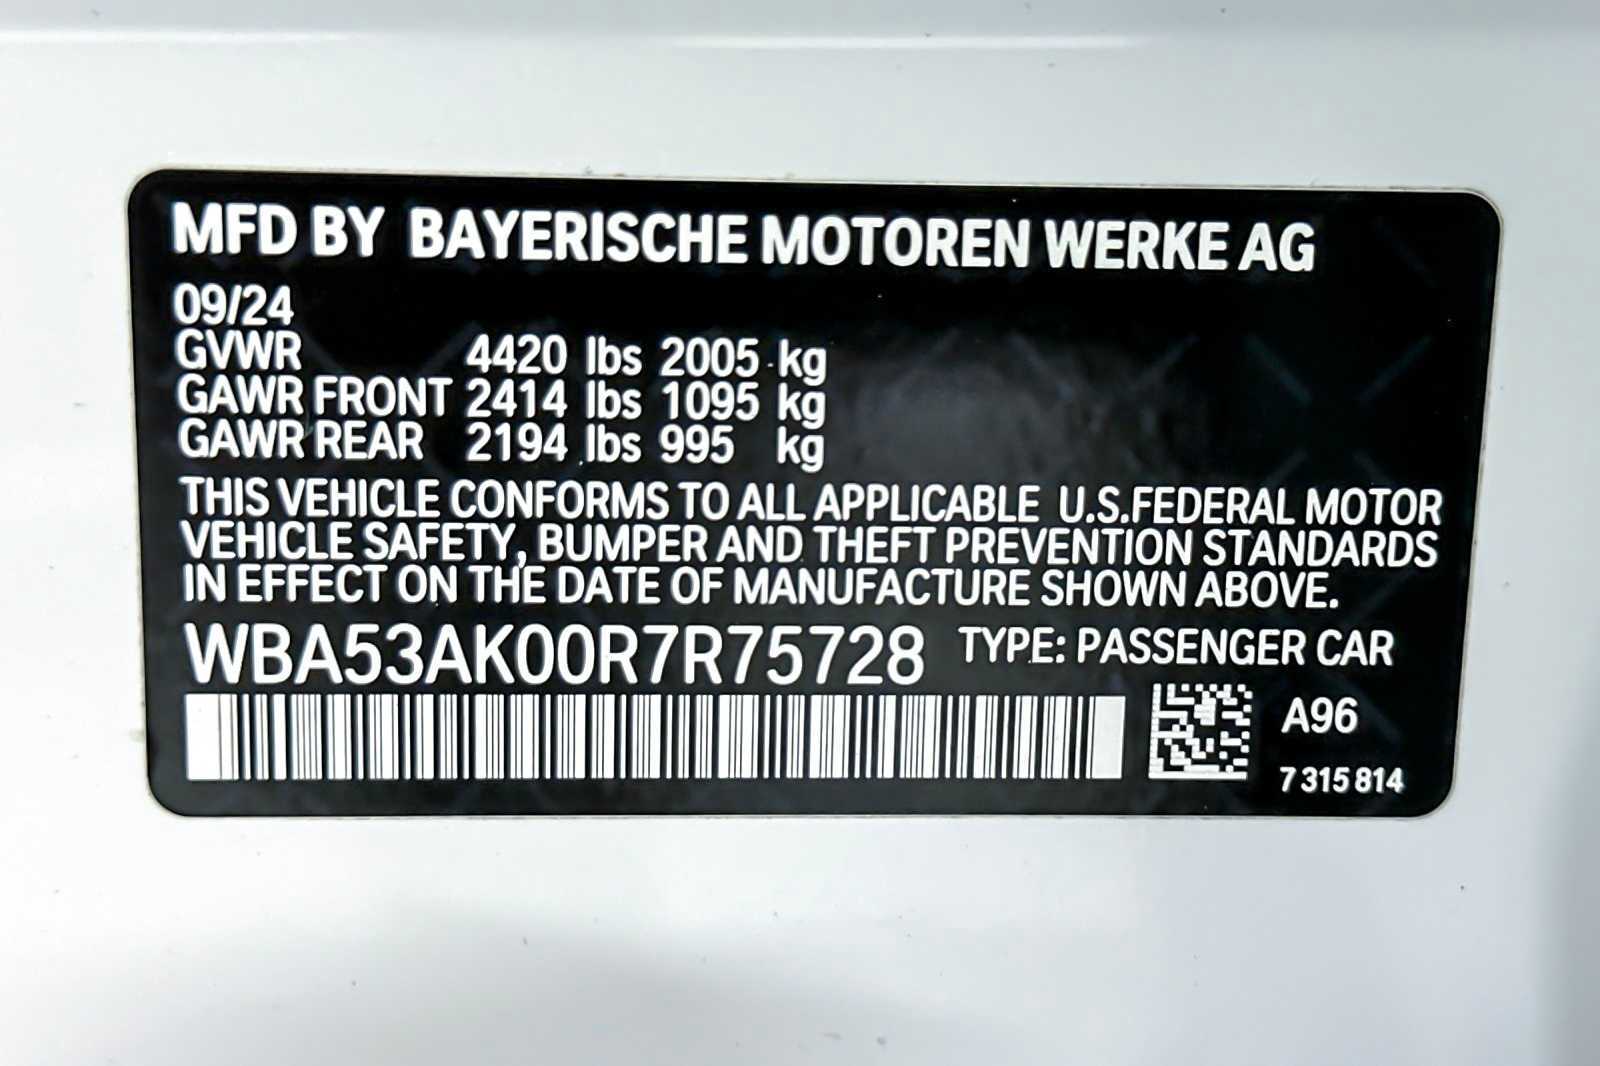 MFD BY BAYERISCHE MOTOREN WERKE AG
09/24
GVWR 4420 lbs 2005 kg
GAWR FRONT 2414 lbs 1095 kg
GAWR REAR 2194 lbs 995 kg
THIS VEHICLE CONFORMS TO ALL APPLICABLE U.S.FEDERAL MOTOR
VEHICLE SAFETY, BUMPER AND THEFT PREVENTION STANDARDS
IN EFFECT ON THE DATE OF MANUFACTURE SHOWN ABOVE.
WBA53AK00R7R75728 TYPE: PASSENGER CAR
A96
7 315 814